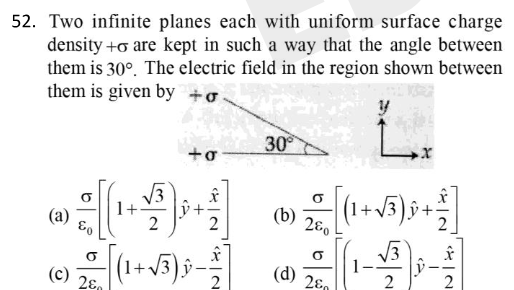 52. Two infinite planes each with uniform surface charge
density +σ are kept in such a way that the angle between
them is 30°. The electric field in the region shown between
them is given by +σ
y
30°
+σ
x
(a) σ/ε₀ [(1+√3/2)ŷ+x̂/2] (b) σ/2ε₀ [(1+√3)ŷ+x̂/2]
(c) σ/2ε₀ [(1+√3)ŷ−x̂/2] (d) σ/2ε₀ [(1−√3/2)ŷ−x̂/2]